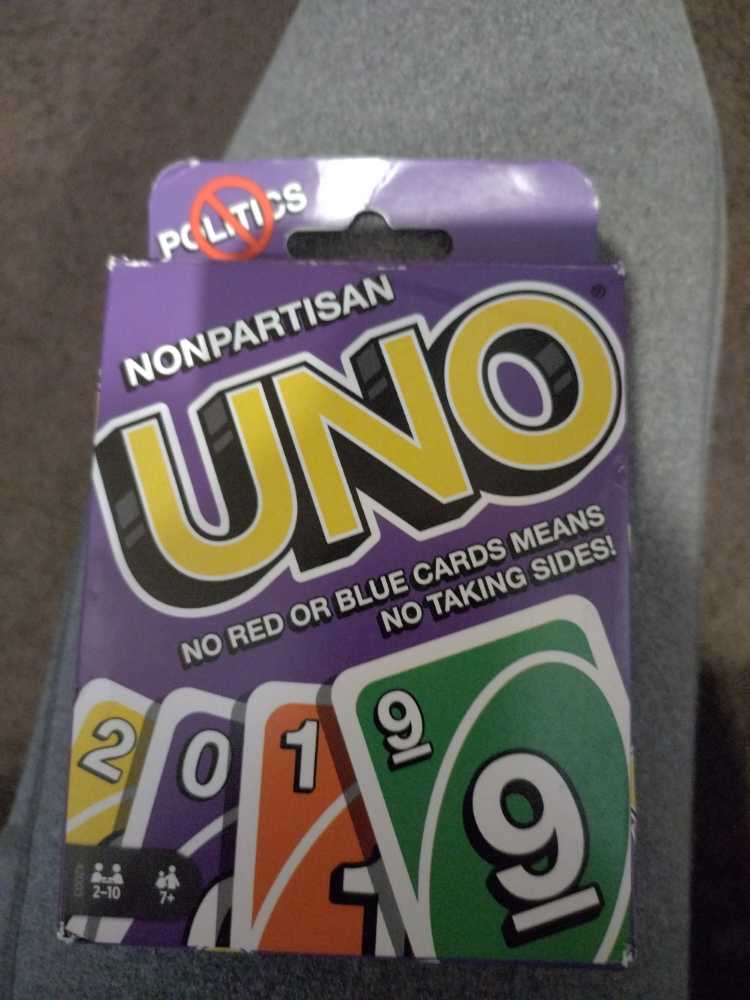 POLITICS
NONPARTISAN
UNO®
NO RED OR BLUE CARDS MEANS
NO TAKING SIDES!
2
0
1
1
9
9
2-10
7+